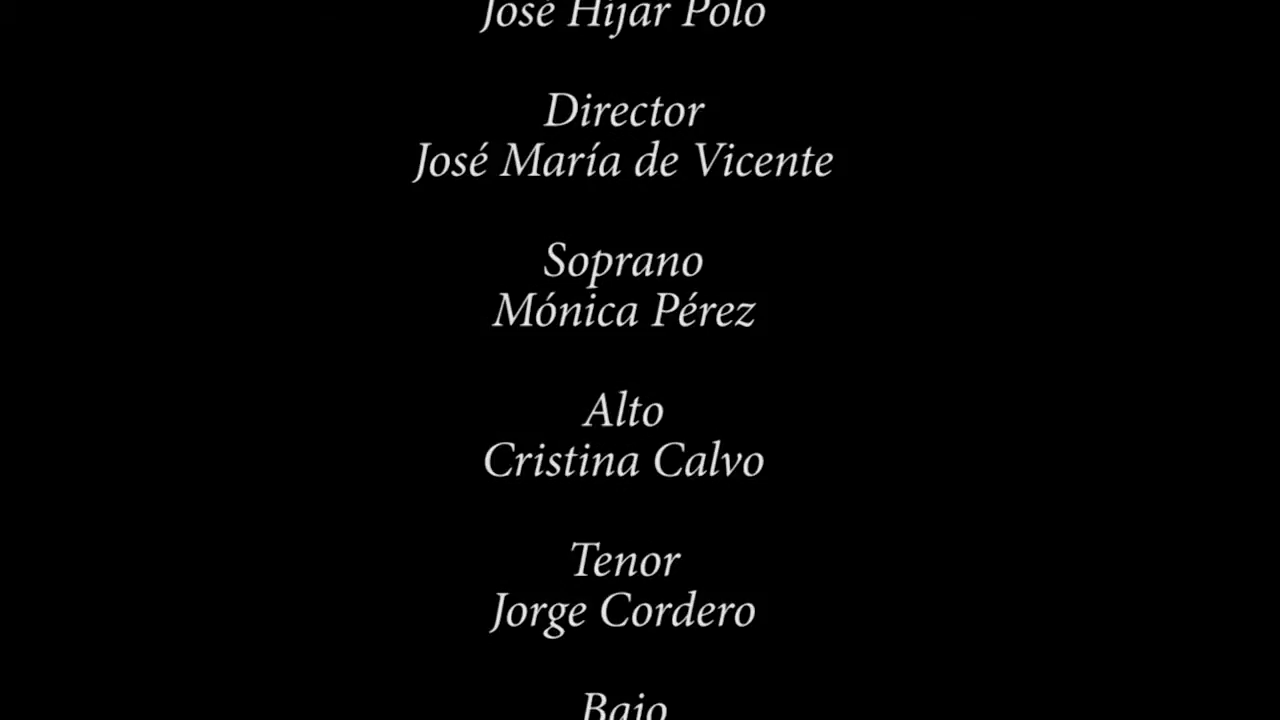 José Híjar Polo
Director
José María de Vicente
Soprano
Mónica Pérez
Alto
Cristina Calvo
Tenor
Jorge Cordero
Bajo